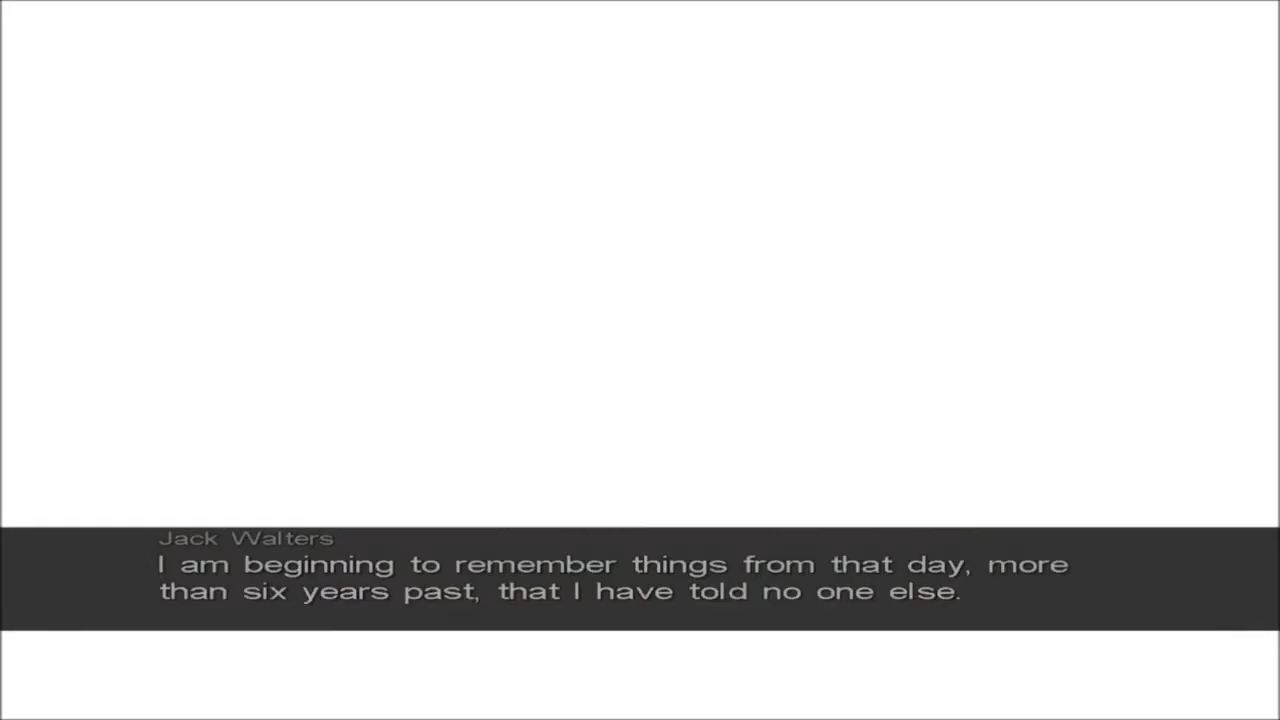 Jack Walters
I am beginning to remember things from that day, more
than six years past, that I have told no one else.